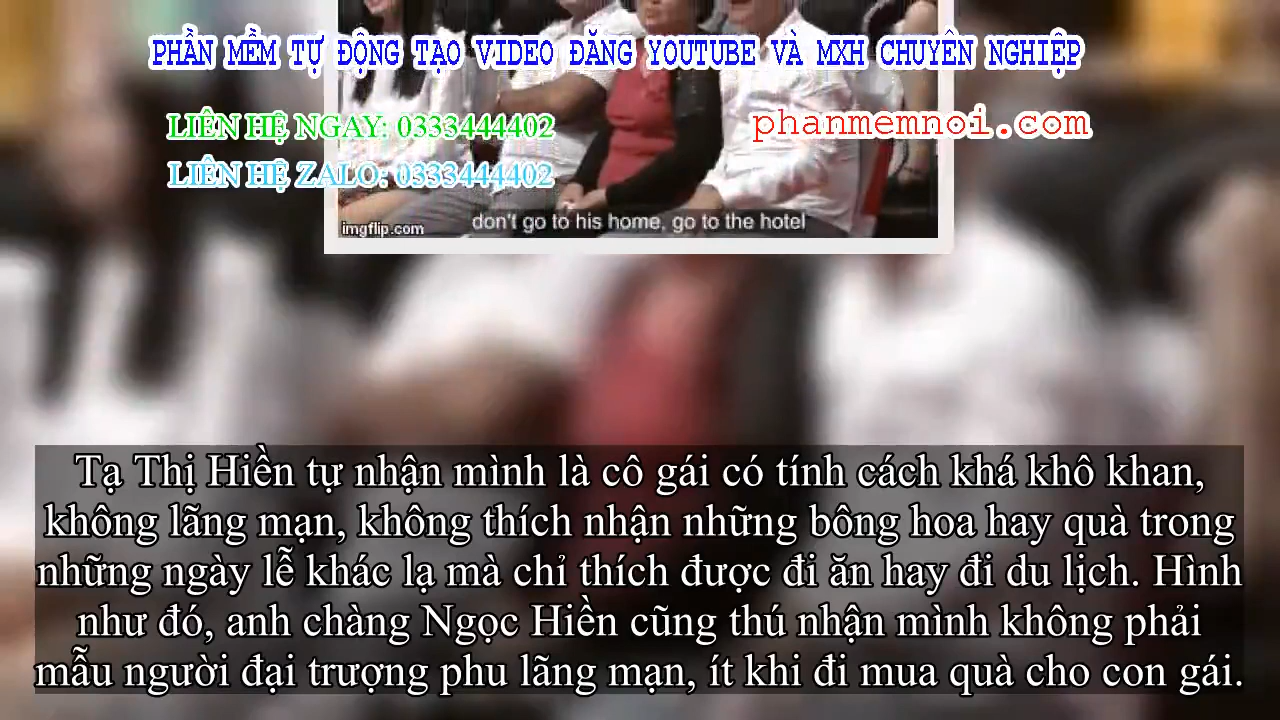 PHẦN MỀM TỰ ĐỘNG TẠO VIDEO ĐĂNG YOUTUBE VÀ MXH CHUYÊN NGHIỆP
LIÊN HỆ NGAY: 0333444402
phanmemnoi.com
LIÊN HỆ ZALO: 0333444402
don't go to his home, go to the hotel
imgflip.com
Tạ Thị Hiền tự nhận mình là cô gái có tính cách khá khô khan,
không lãng mạn, không thích nhận những bông hoa hay quà trong
những ngày lễ khác lạ mà chỉ thích được đi ăn hay đi du lịch. Hình
như đó, anh chàng Ngọc Hiền cũng thú nhận mình không phải
mẫu người đại trượng phu lãng mạn, ít khi đi mua quà cho con gái.